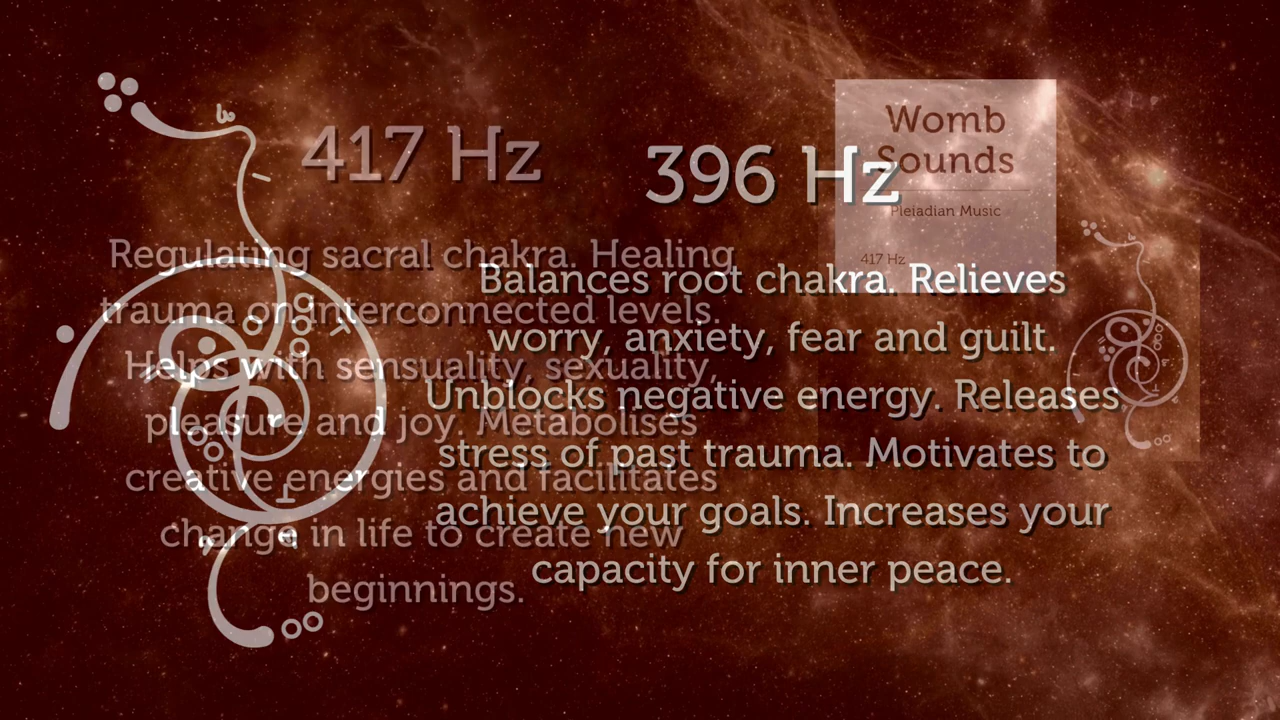 417 Hz
Regulating sacral chakra. Healing
trauma on interconnected levels.
Helps with sensuality, sexuality,
pleasure and joy. Metabolises
creative energies and facilitates
change in life to create new
beginnings.
396 Hz
Balances root chakra. Relieves
worry, anxiety, fear and guilt.
Unblocks negative energy. Releases
stress of past trauma. Motivates to
achieve your goals. Increases your
capacity for inner peace.
Womb
Sounds
Pleiadian Music
417 Hz